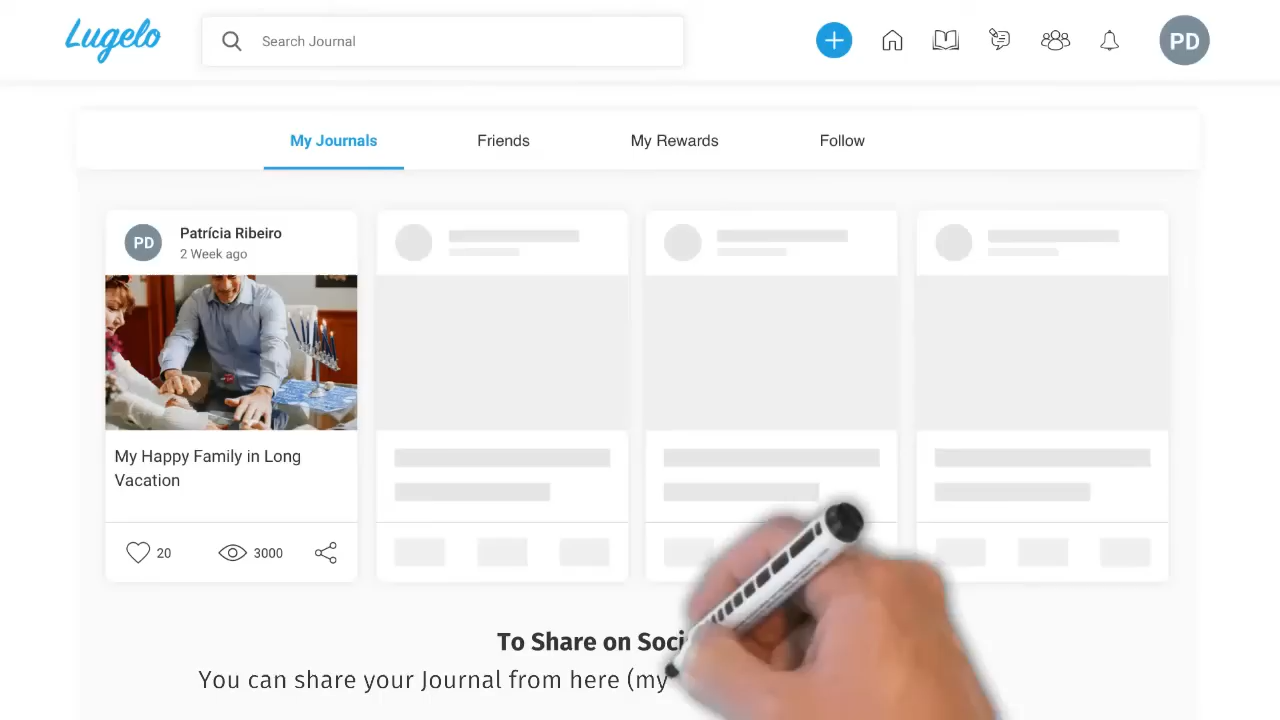 Lugelo
Search Journal
PD
My Journals
Friends
My Rewards
Follow
PD
Patrícia Ribeiro
2 Week ago
My Happy Family in Long
Vacation
20
3000
To Share on Soci
You can share your Journal from here (my